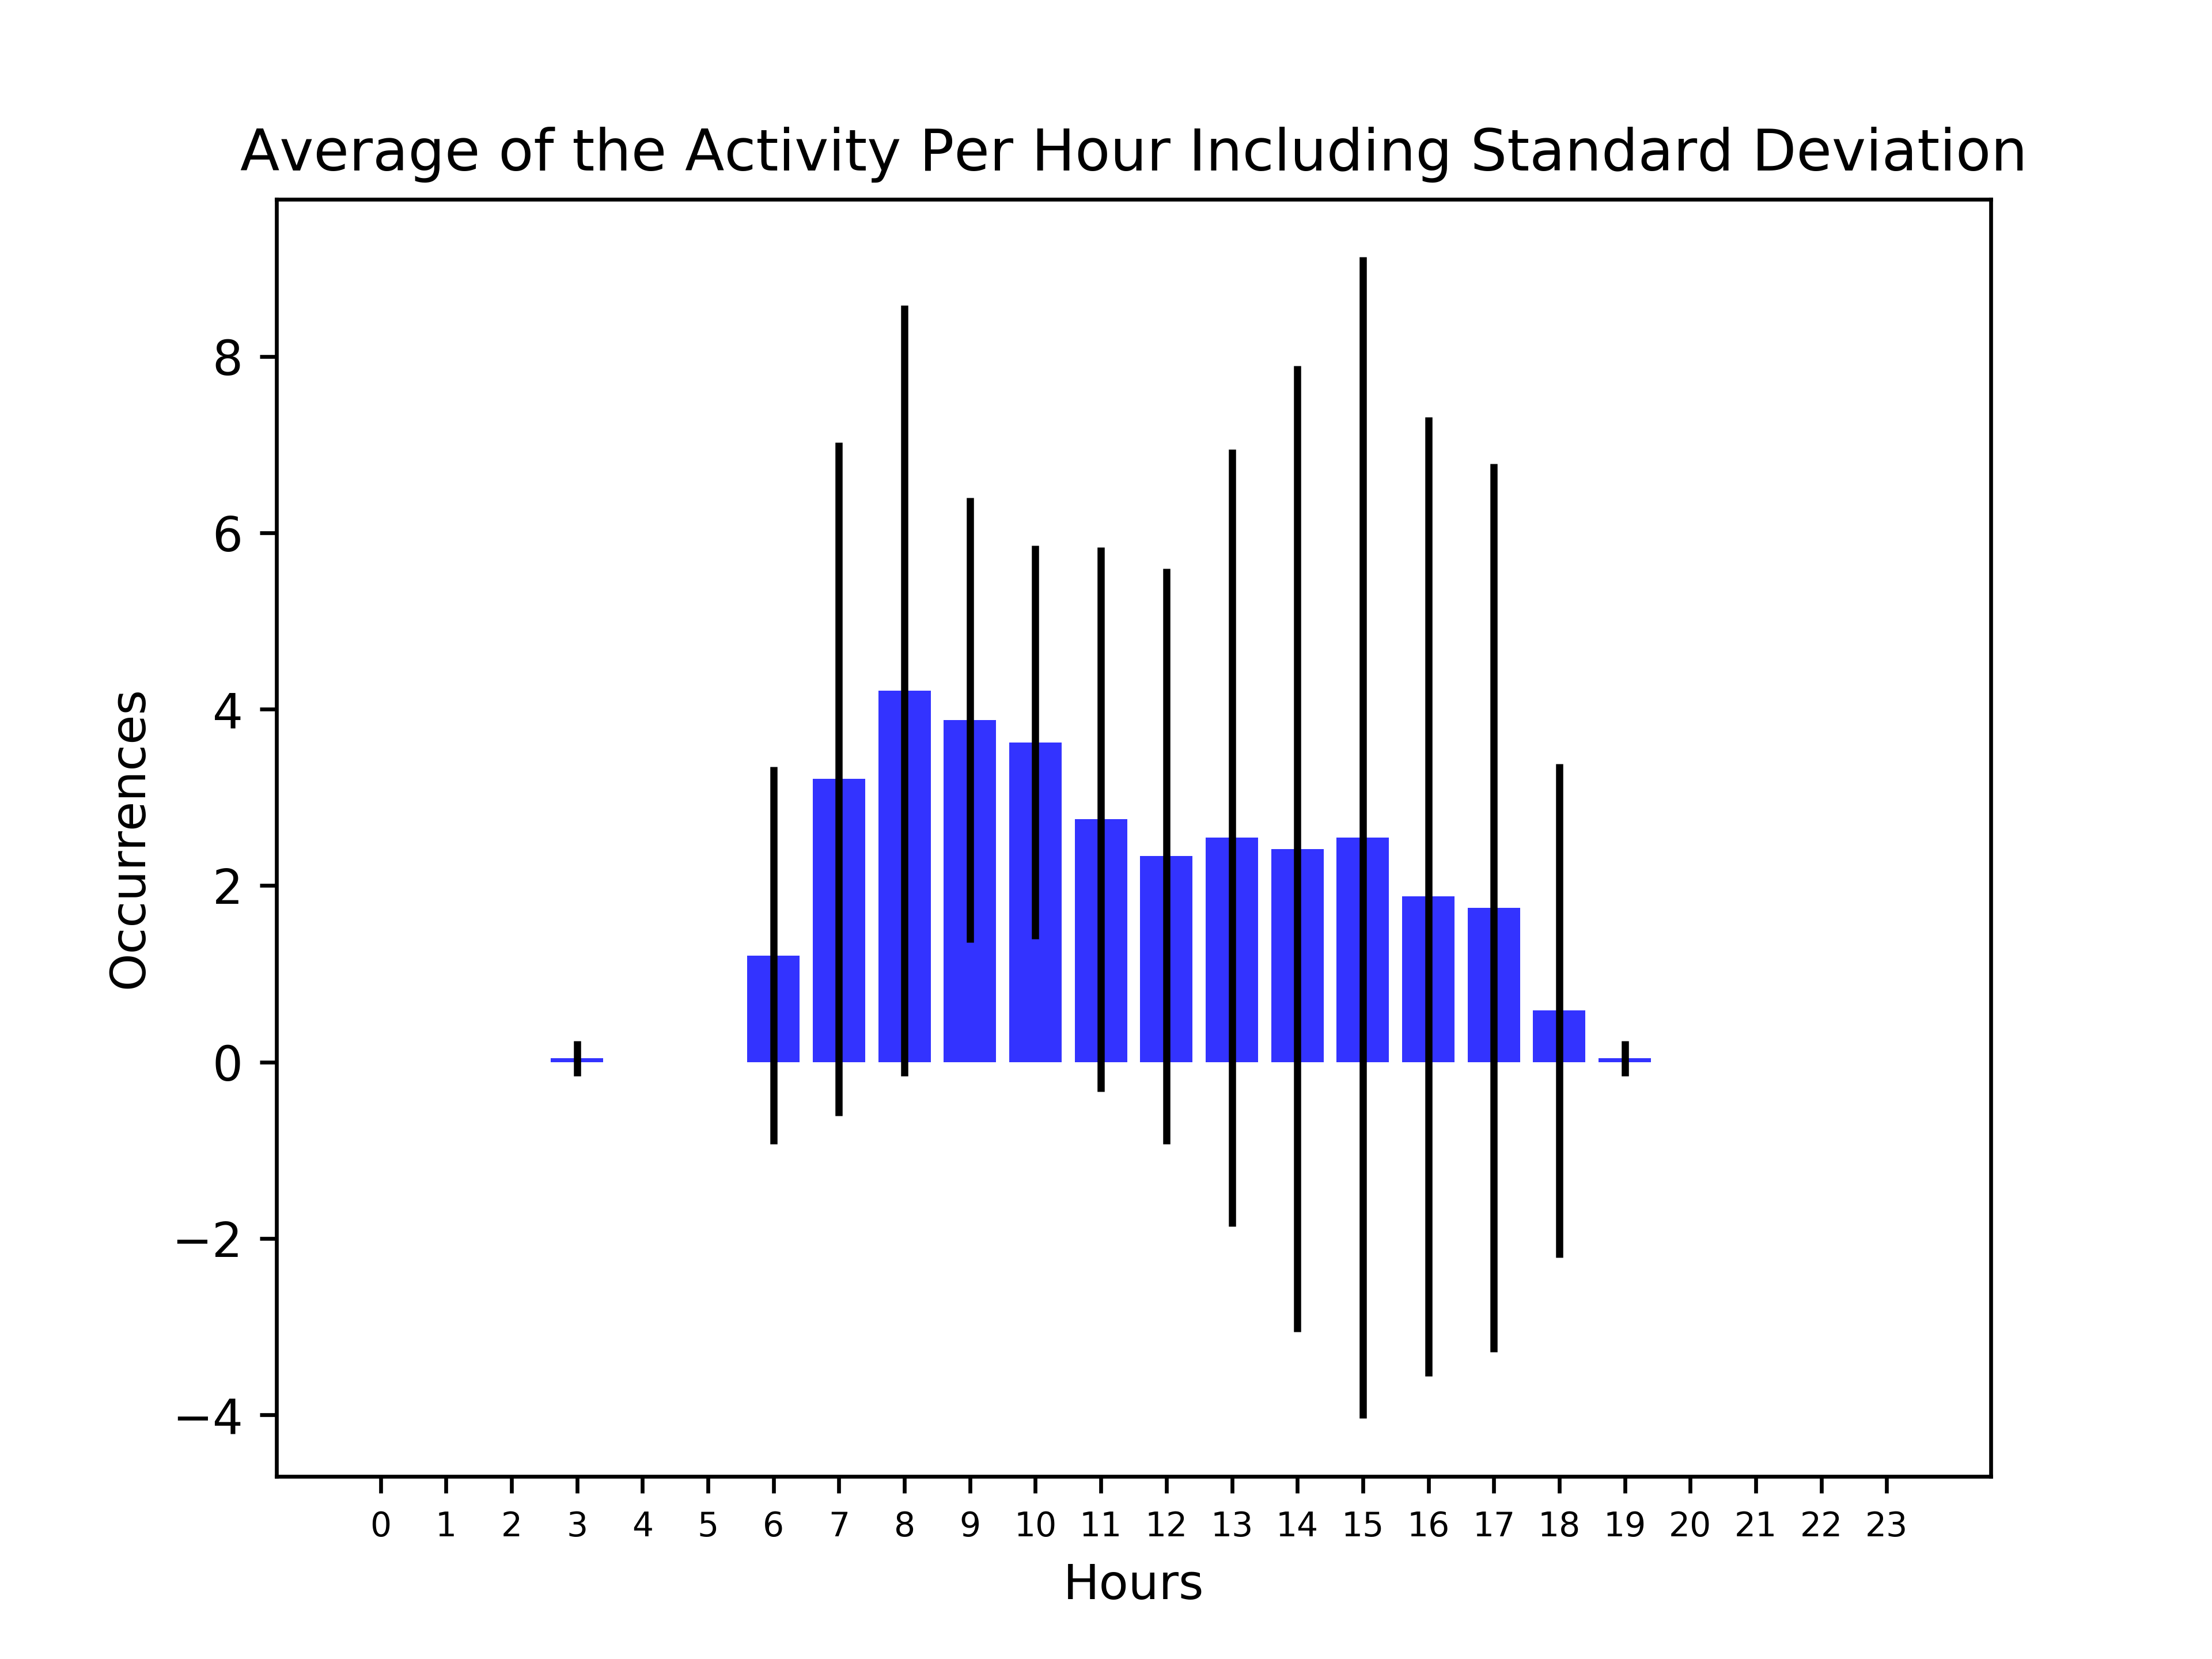 Average of the Activity Per Hour Including Standard Deviation
8
6
4
2
0
−2
−4
Occurrences
0 1 2 3 4 5 6 7 8 9 10 11 12 13 14 15 16 17 18 19 20 21 22 23
Hours